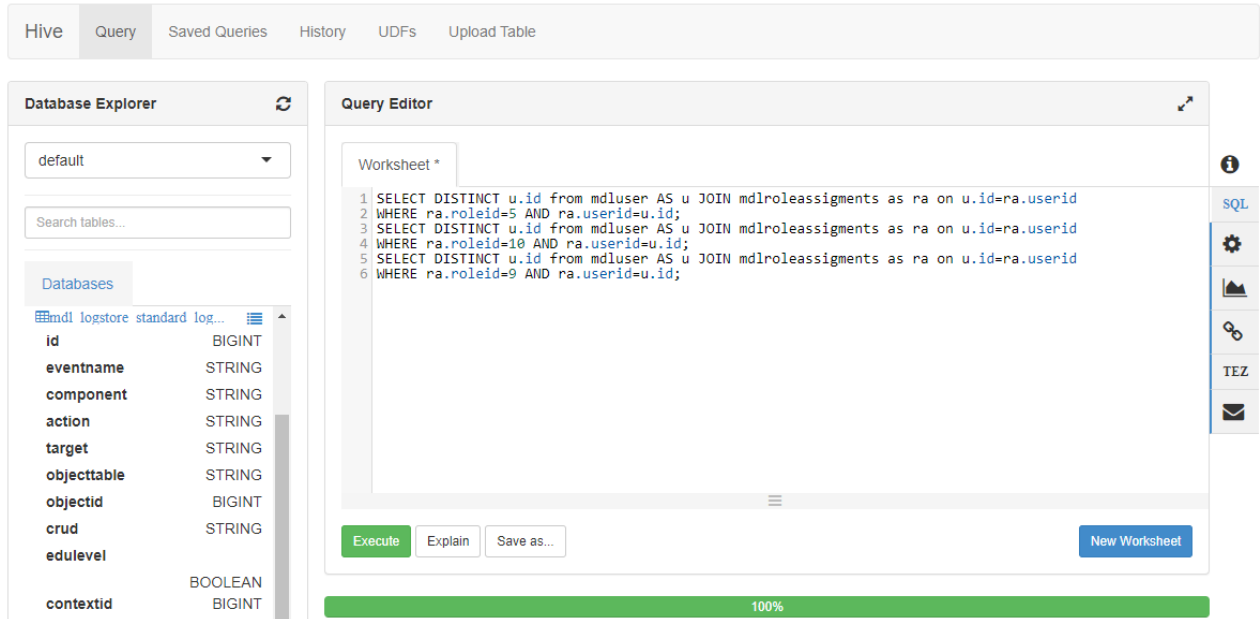 Hive Query Saved Queries History UDFs Upload Table
Database Explorer
default
Search tables...
Databases
mdl_logstore_standard_log...
id BIGINT
eventname STRING
component STRING
action STRING
target STRING
objecttable STRING
objectid BIGINT
crud STRING
edulevel
BOOLEAN
contextid BIGINT
Query Editor
Worksheet *
1 SELECT DISTINCT u.id from mdluser AS u JOIN mdlroleassigments as ra on u.id=ra.userid
2 WHERE ra.roleid=5 AND ra.userid=u.id;
3 SELECT DISTINCT u.id from mdluser AS u JOIN mdlroleassigments as ra on u.id=ra.userid
4 WHERE ra.roleid=10 AND ra.userid=u.id;
5 SELECT DISTINCT u.id from mdluser AS u JOIN mdlroleassigments as ra on u.id=ra.userid
6 WHERE ra.roleid=9 AND ra.userid=u.id;
Execute Explain Save as... New Worksheet
100%
SQL
TEZ